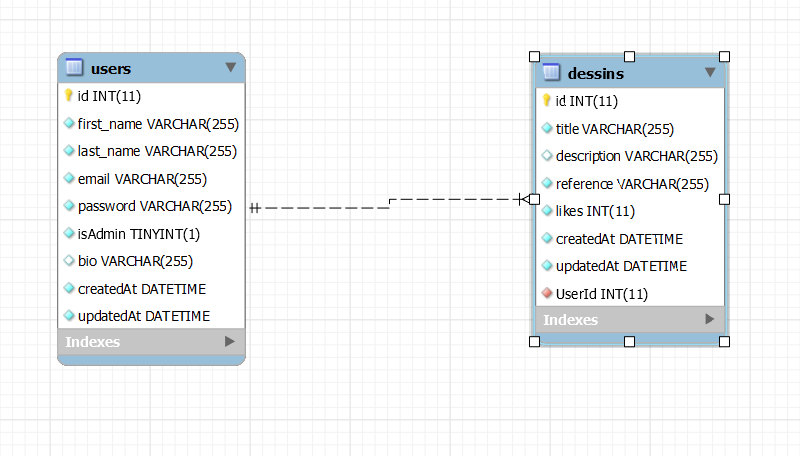 users
id INT(11)
first_name VARCHAR(255)
last_name VARCHAR(255)
email VARCHAR(255)
password VARCHAR(255)
isAdmin TINYINT(1)
bio VARCHAR(255)
createdAt DATETIME
updatedAt DATETIME
Indexes
dessins
id INT(11)
title VARCHAR(255)
description VARCHAR(255)
reference VARCHAR(255)
likes INT(11)
createdAt DATETIME
updatedAt DATETIME
UserId INT(11)
Indexes